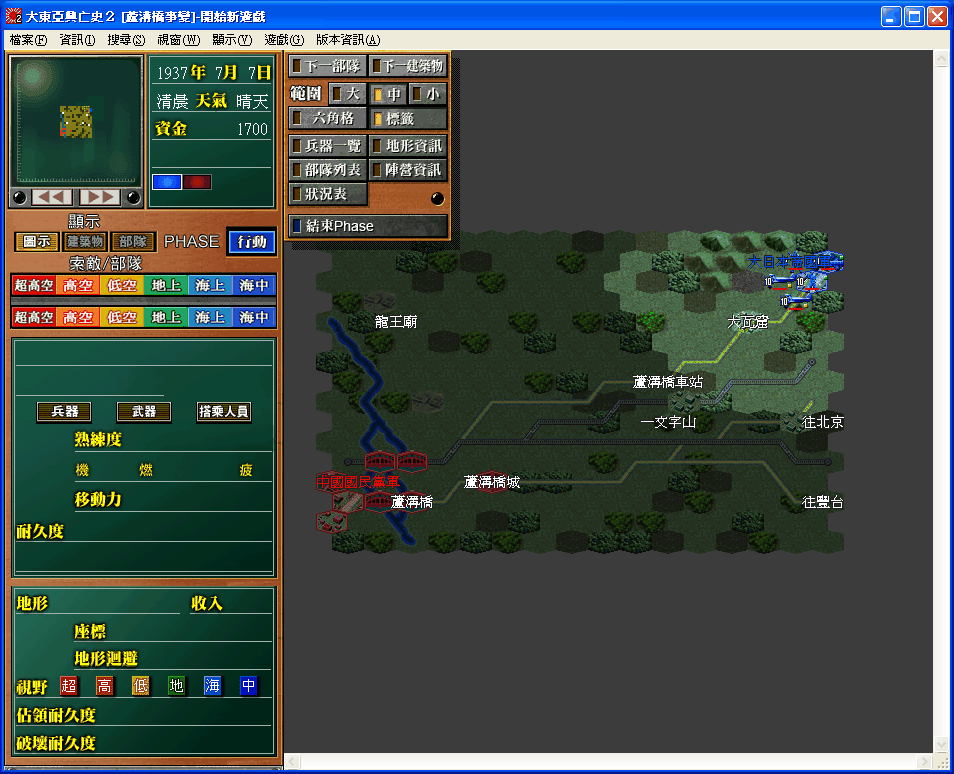 大東亞興亡史２ [蘆溝橋事變]-開始新遊戲
檔案(F) 資訊(I) 搜尋(S) 視窗(W) 顯示(Y) 遊戲(G) 版本資訊(A)
1937年 7月 7日
清晨 天氣 晴天
資金 1700
下一部隊 下一建築物
範圍 大 中 小
六角格 標籤
兵器一覽 地形資訊
部隊列表 陣營資訊
狀況表
結束Phase
顯示
圖示 建築物 部隊 PHASE 行動
索敵/部隊
超高空 高空 低空 地上 海上 海中
超高空 高空 低空 地上 海上 海中
兵器 武器 搭乘人員
熟練度
機 燃 疲
移動力
耐久度
地形 收入
座標
地形迴避
視野 超 高 低 地 海 中
佔領耐久度
破壞耐久度
大日本帝國軍
10 10
10
龍王廟
大瓦窯
蘆溝橋車站
一文字山
往北京
中國國民黨軍
蘆溝橋城
蘆溝橋
往豐台